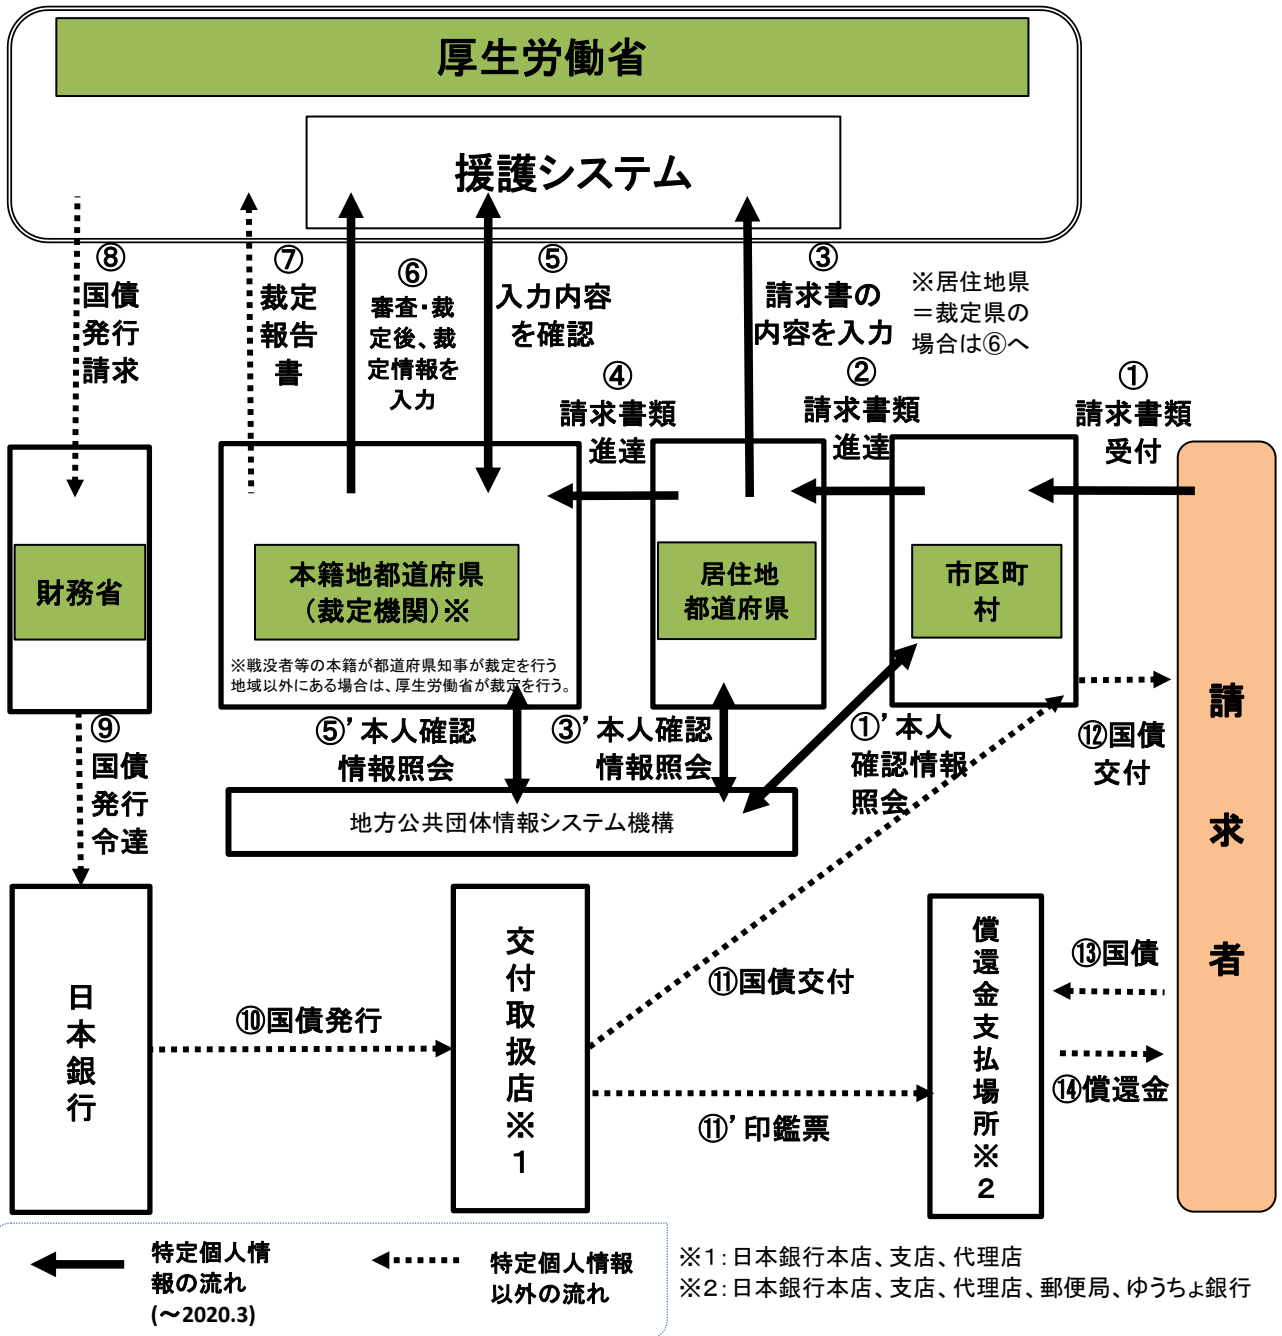 厚生労働省
援護システム
⑧
国債
発行
請求
⑦
裁定
報告
書
⑥
審査・裁
定後、裁
定情報を
入力
⑤
入力内容
を確認
③
請求書の
内容を入力
※居住地県
＝裁定県の
場合は⑥へ
④
請求書類
進達
②
請求書類
進達
①
請求書類
受付
財務省
本籍地都道府県
（裁定機関）※
※戦没者等の本籍が都道府県知事が裁定を行う
地域以外にある場合は、厚生労働省が裁定を行う。
居住地
都道府県
市区町
村
請求者
⑨
国債
発行
令達
⑤’本人確認
情報照会
③’本人確認
情報照会
①’本人
確認情報
照会
⑫国債
交付
地方公共団体情報システム機構
日本銀行
⑩国債発行
交付取扱店※1
⑪国債交付
⑪’印鑑票
償還金支払場所※2
⑬国債
⑭償還金
特定個人情
報の流れ
(～2020.3)
特定個人情報
以外の流れ
※1：日本銀行本店、支店、代理店
※2：日本銀行本店、支店、代理店、郵便局、ゆうちょ銀行